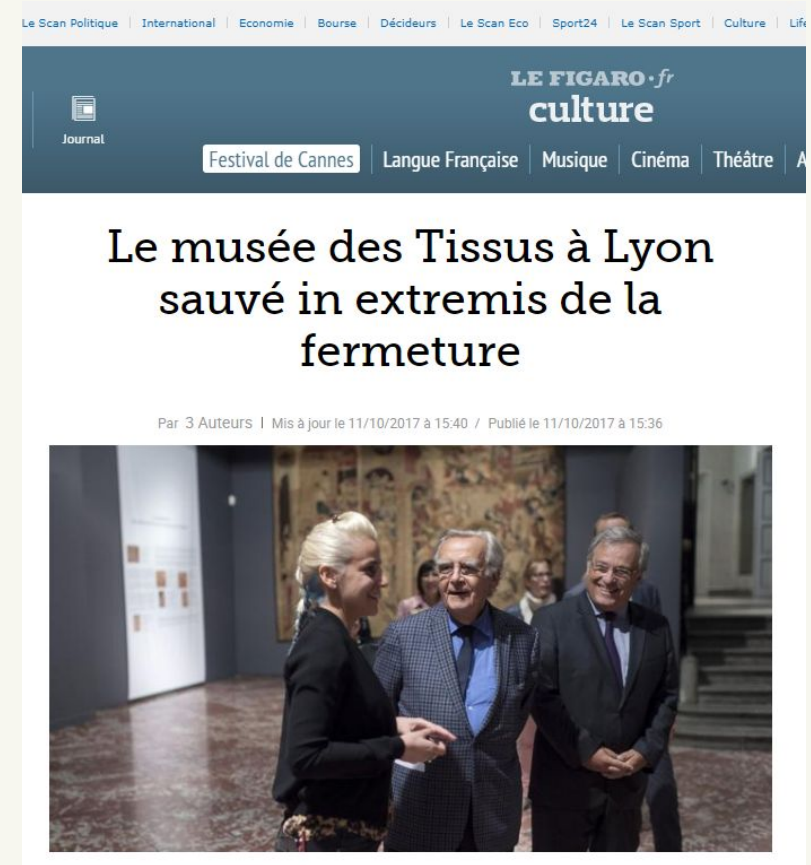 Le Scan Politique | International | Economie | Bourse | Décideurs | Le Scan Eco | Sport24 | Le Scan Sport | Culture |
LE FIGARO·fr
culture
Journal
Festival de Cannes | Langue Française | Musique | Cinéma | Théâtre |
Le musée des Tissus à Lyon
sauvé in extremis de la
fermeture
Par 3 Auteurs | Mis à jour le 11/10/2017 à 15:40 / Publié le 11/10/2017 à 15:36